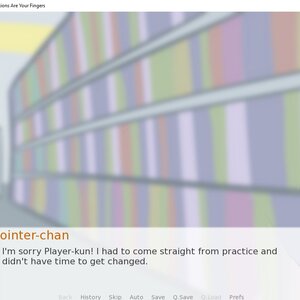 ions Are Your Fingers
ointer-chan
I'm sorry Player-kun! I had to come straight from practice and
didn't have time to get changed.
Back History Skip Auto Save Q.Save Q.Load Prefs